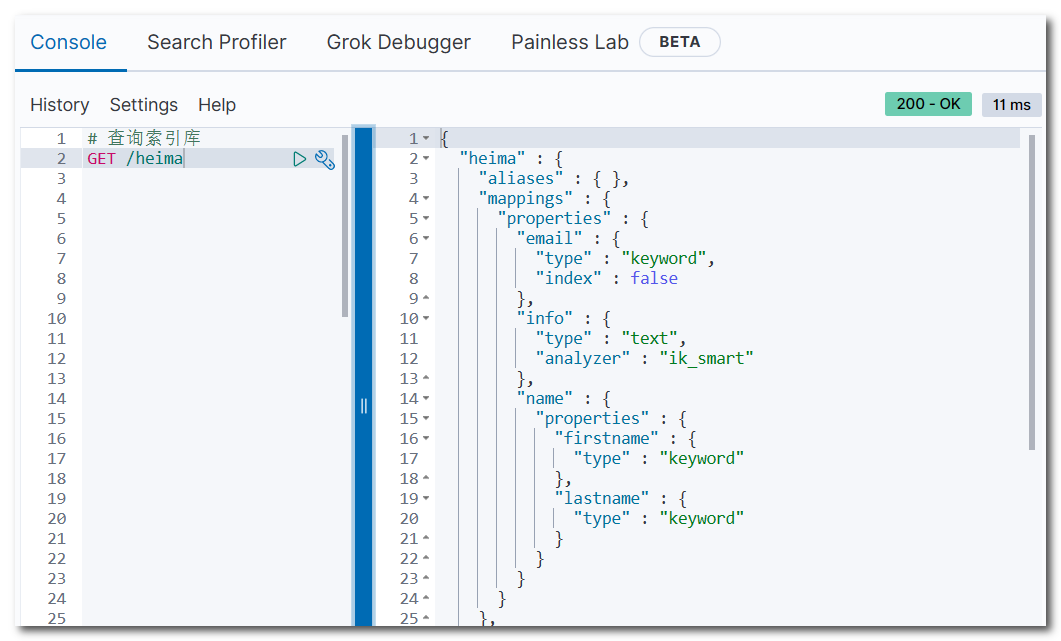 Console Search Profiler Grok Debugger Painless Lab BETA
History Settings Help 200 - OK 11 ms
1 # 查询索引库
2 GET /heima
3
4
5
6
7
8
9
10
11
12
13
14
15
16
17
18
19
20
21
22
23
24
25
1 {
2 "heima" : {
3 "aliases" : { },
4 "mappings" : {
5 "properties" : {
6 "email" : {
7 "type" : "keyword",
8 "index" : false
9 },
10 "info" : {
11 "type" : "text",
12 "analyzer" : "ik_smart"
13 },
14 "name" : {
15 "properties" : {
16 "firstname" : {
17 "type" : "keyword"
18 },
19 "lastname" : {
20 "type" : "keyword"
21 }
22 }
23 }
24 }
25 },